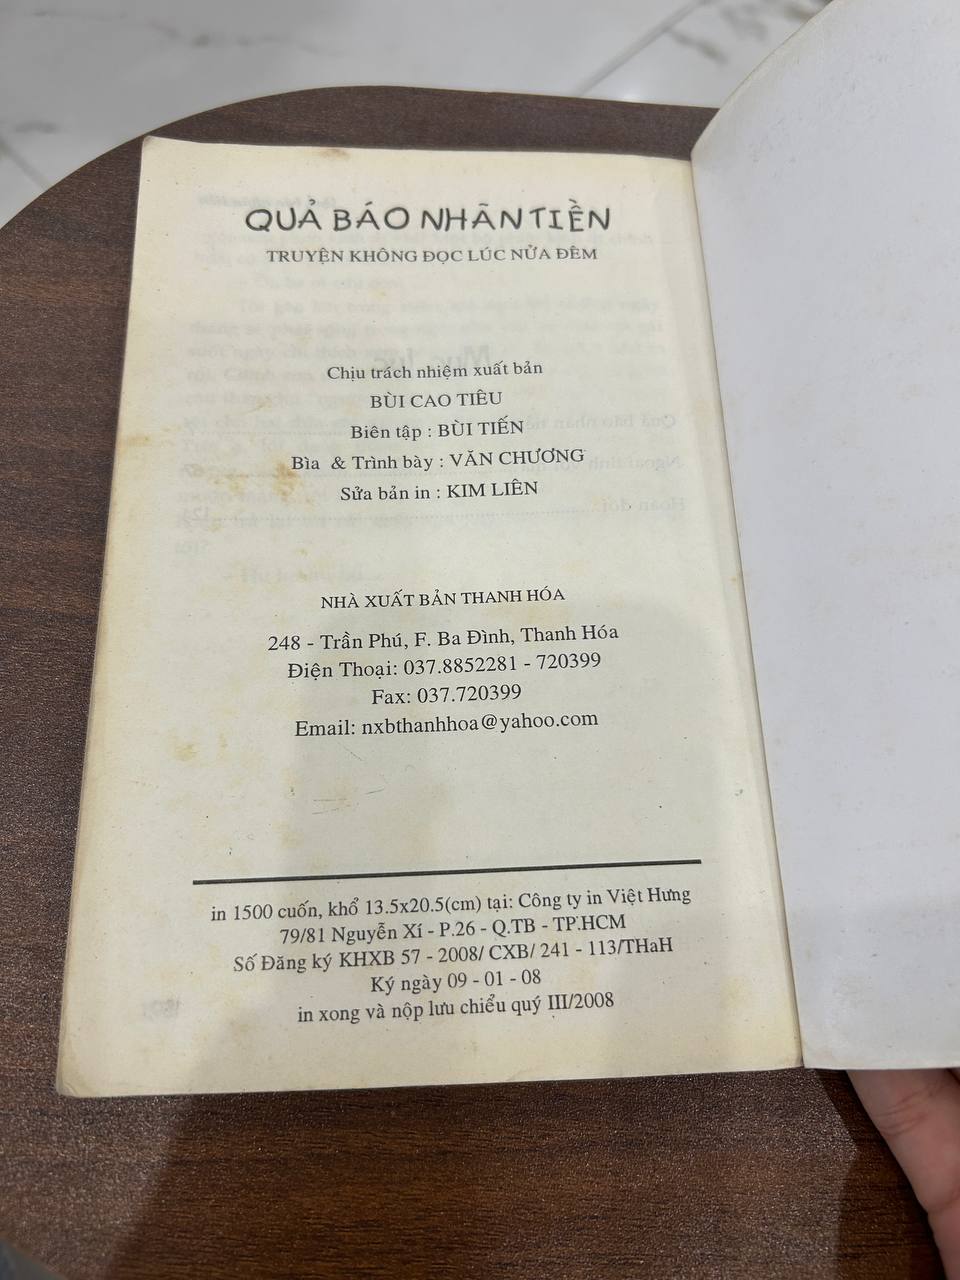 QUẢ BÁO NHÃN TIỀN
TRUYỆN KHÔNG ĐỌC LÚC NỬA ĐÊM
Chịu trách nhiệm xuất bản
BÙI CAO TIÊU
Biên tập : BÙI TIẾN
Bìa & Trình bày : VĂN CHƯƠNG
Sửa bản in : KIM LIÊN
NHÀ XUẤT BẢN THANH HÓA
248 - Trần Phú, F. Ba Đình, Thanh Hóa
Điện Thoại: 037.8852281 - 720399
Fax: 037.720399
Email: nxbthanhhoa@yahoo.com
in 1500 cuốn, khổ 13.5x20.5(cm) tại: Công ty in Việt Hưng
79/81 Nguyễn Xí - P.26 - Q.TB - TP.HCM
Số Đăng ký KHXB 57 - 2008/ CXB/ 241 - 113/THaH
Ký ngày 09 - 01 - 08
in xong và nộp lưu chiểu quý III/2008